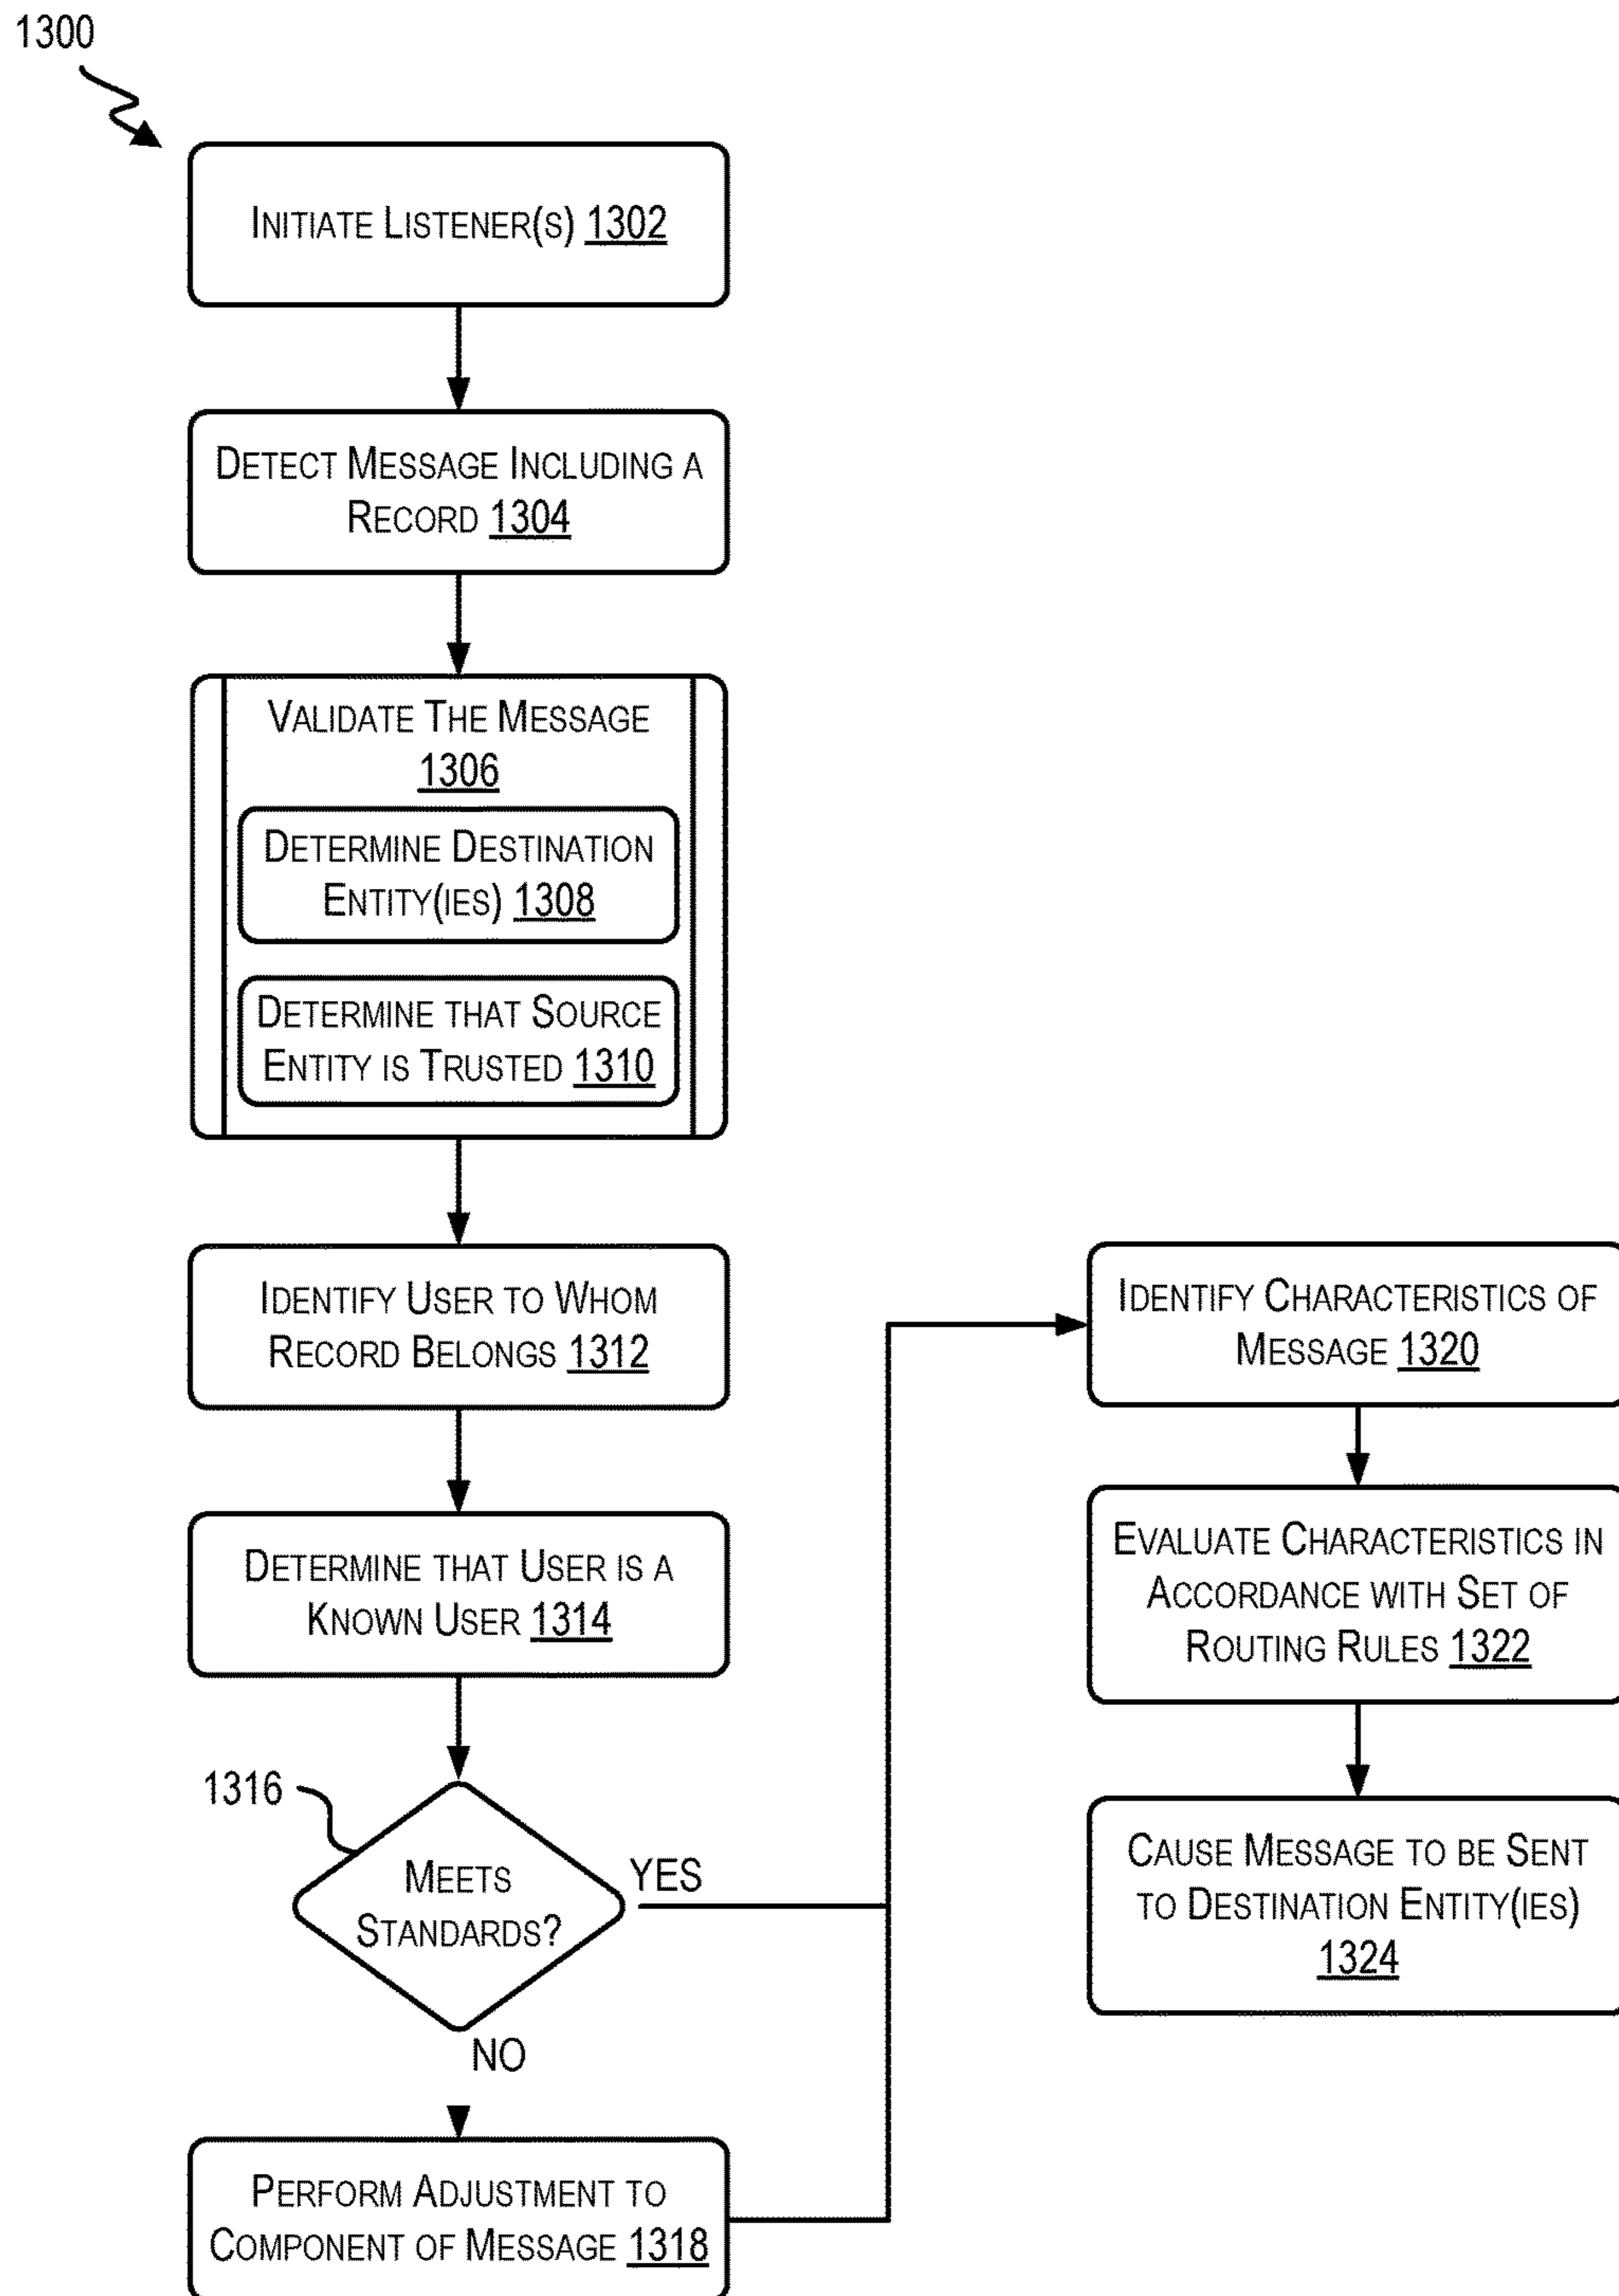 1300
INITIATE LISTENER(S) 1302
DETECT MESSAGE INCLUDING A
RECORD 1304
VALIDATE THE MESSAGE
1306
DETERMINE DESTINATION
ENTITY(IES) 1308
DETERMINE THAT SOURCE
ENTITY IS TRUSTED 1310
IDENTIFY USER TO WHOM
RECORD BELONGS 1312
DETERMINE THAT USER IS A
KNOWN USER 1314
1316
MEETS
STANDARDS?
YES
NO
PERFORM ADJUSTMENT TO
COMPONENT OF MESSAGE 1318
IDENTIFY CHARACTERISTICS OF
MESSAGE 1320
EVALUATE CHARACTERISTICS IN
ACCORDANCE WITH SET OF
ROUTING RULES 1322
CAUSE MESSAGE TO BE SENT
TO DESTINATION ENTITY(IES)
1324